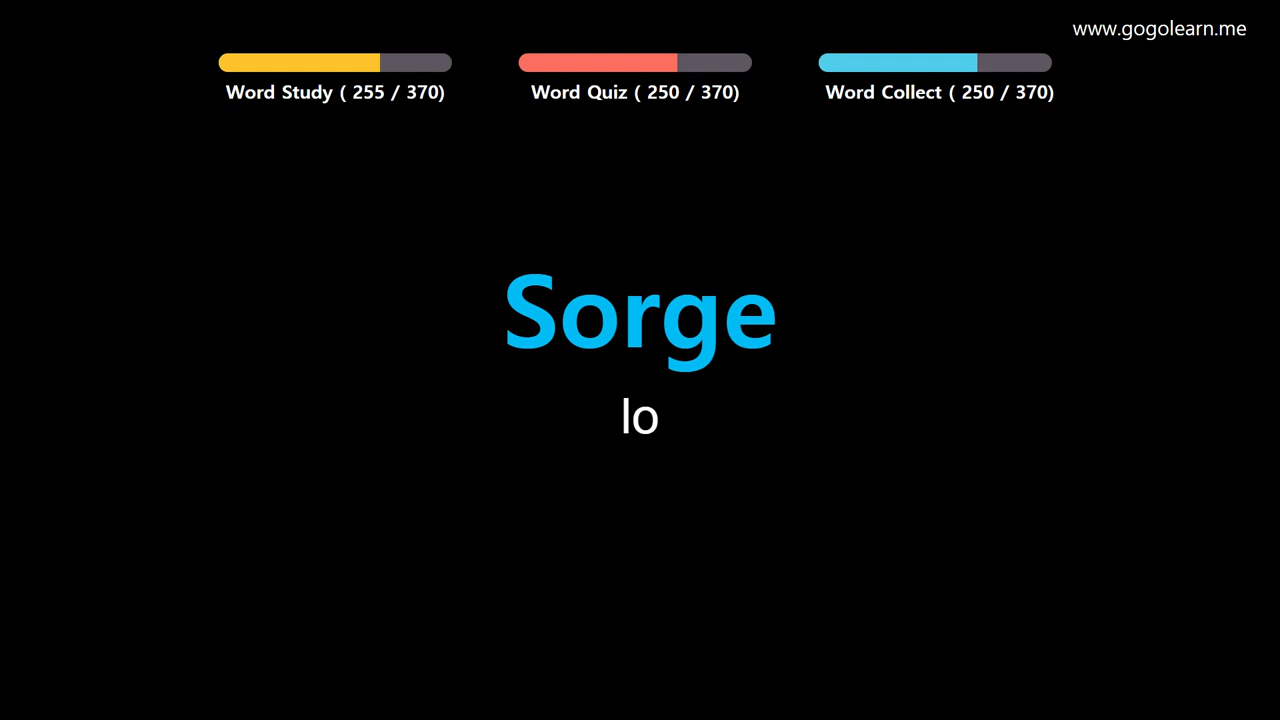 www.gogolearn.me
Word Study ( 255 / 370)
Word Quiz ( 250 / 370)
Word Collect ( 250 / 370)
Sorge
lo